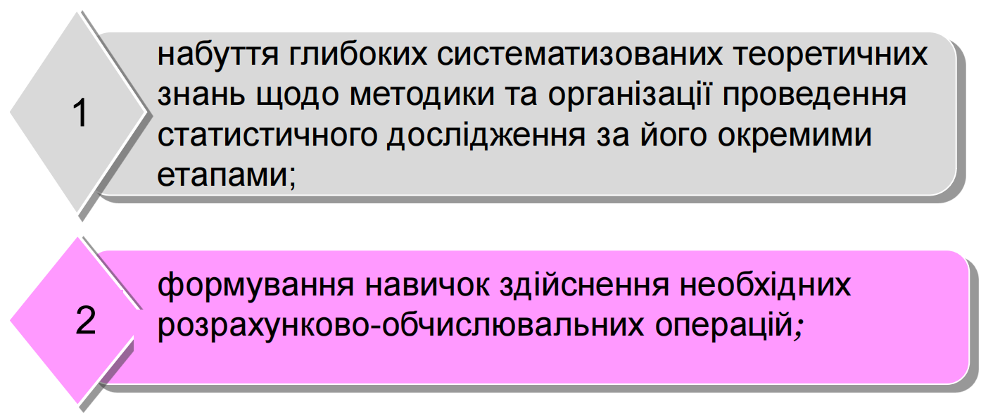 1
набуття глибоких систематизованих теоретичних
знань щодо методики та організації проведення
статистичного дослідження за його окремими
етапами;
2
формування навичок здійснення необхідних
розрахунково-обчислювальних операцій;